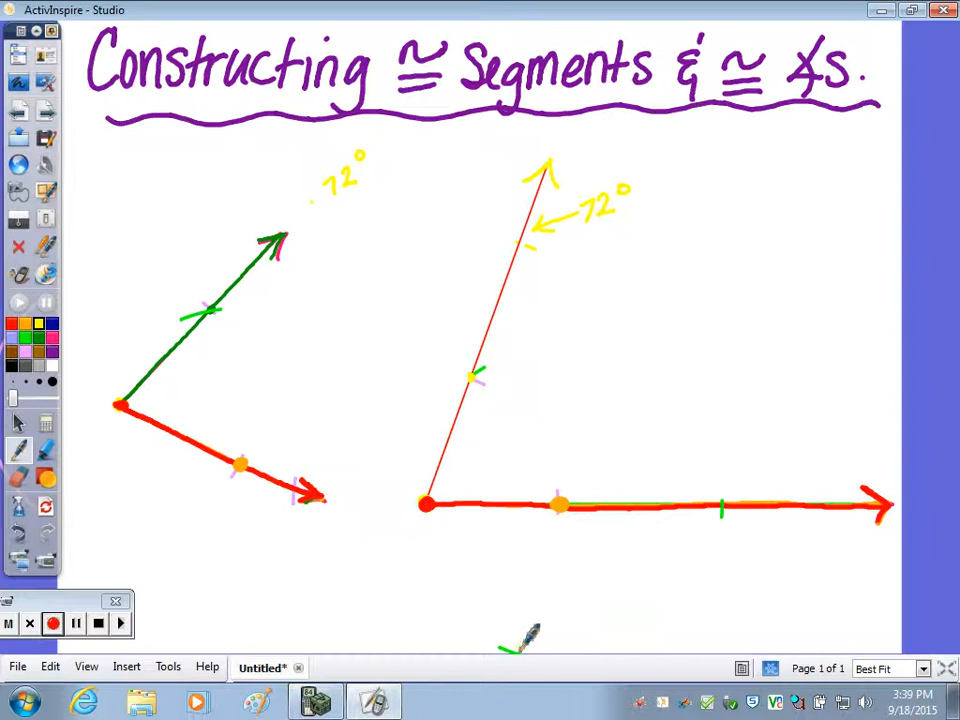 ActivInspire - Studio
Constructing ≅ Segments & ≅ ∡s.
72°
72°
M
File Edit View Insert Tools Help Untitled* Page 1 of 1 Best Fit
3:39 PM
9/18/2015